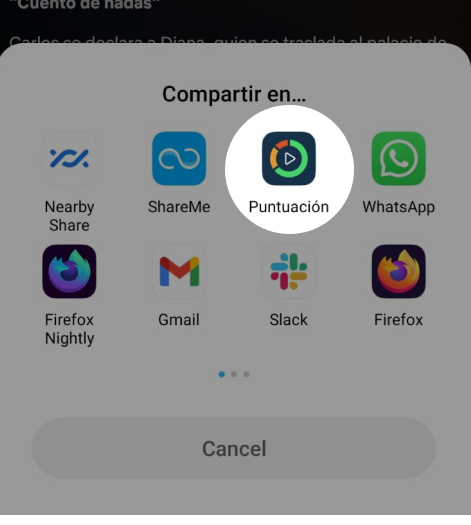 "Cuento de hadas"
Carlos se declara a Diana, quien se traslada al palacio de
Compartir en...
Nearby
Share
ShareMe
Puntuación
WhatsApp
Firefox
Nightly
Gmail
Slack
Firefox
Cancel